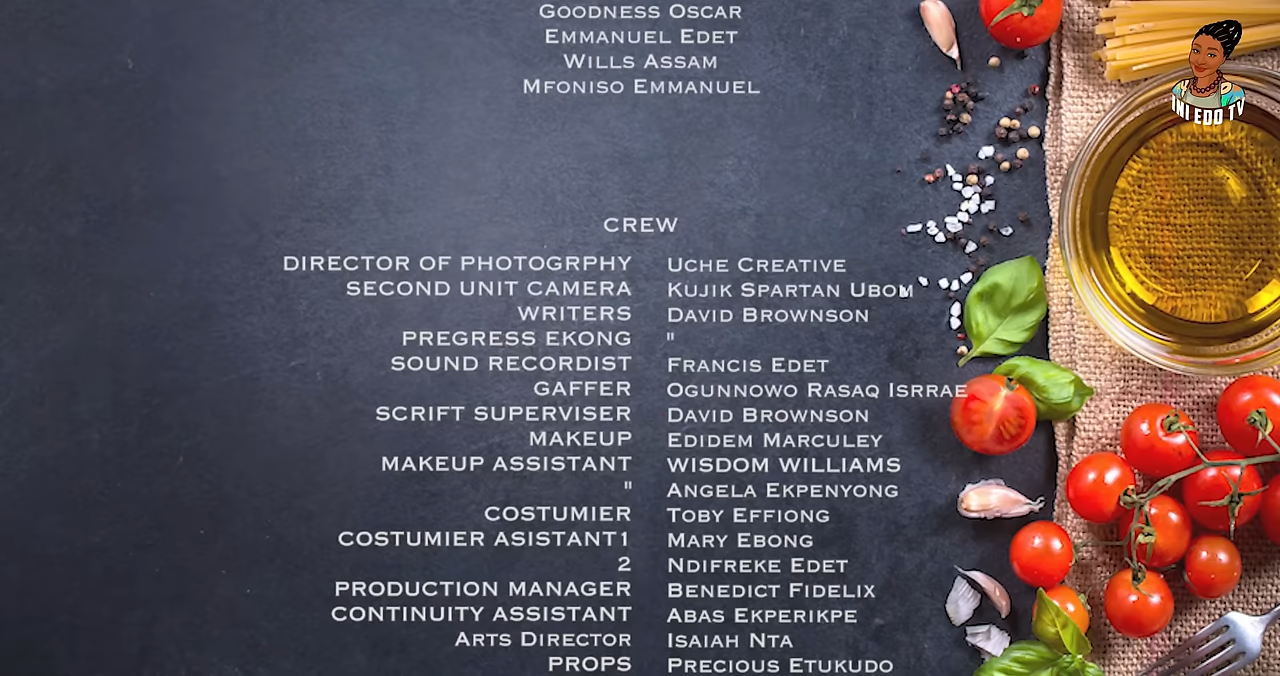 GOODNESS OSCAR
EMMANUEL EDET
WILLS ASSAM
MFONISO EMMANUEL
INI EDO TV
CREW
DIRECTOR OF PHOTOGRPHY UCHE CREATIVE
SECOND UNIT CAMERA KUJIK SPARTAN UBOM
WRITERS DAVID BROWNSON
PREGRESS EKONG "
SOUND RECORDIST FRANCIS EDET
GAFFER OGUNNOWO RASAQ ISRRAE
SCRIFT SUPERVISER DAVID BROWNSON
MAKEUP EDIDEM MARCULEY
MAKEUP ASSISTANT WISDOM WILLIAMS
" ANGELA EKPENYONG
COSTUMIER TOBY EFFIONG
COSTUMIER ASISTANT1 MARY EBONG
2 NDIFREKE EDET
PRODUCTION MANAGER BENEDICT FIDELIX
CONTINUITY ASSISTANT ABAS EKPERIKPE
ARTS DIRECTOR ISAIAH NTA
PROPS PRECIOUS ETUKUDO